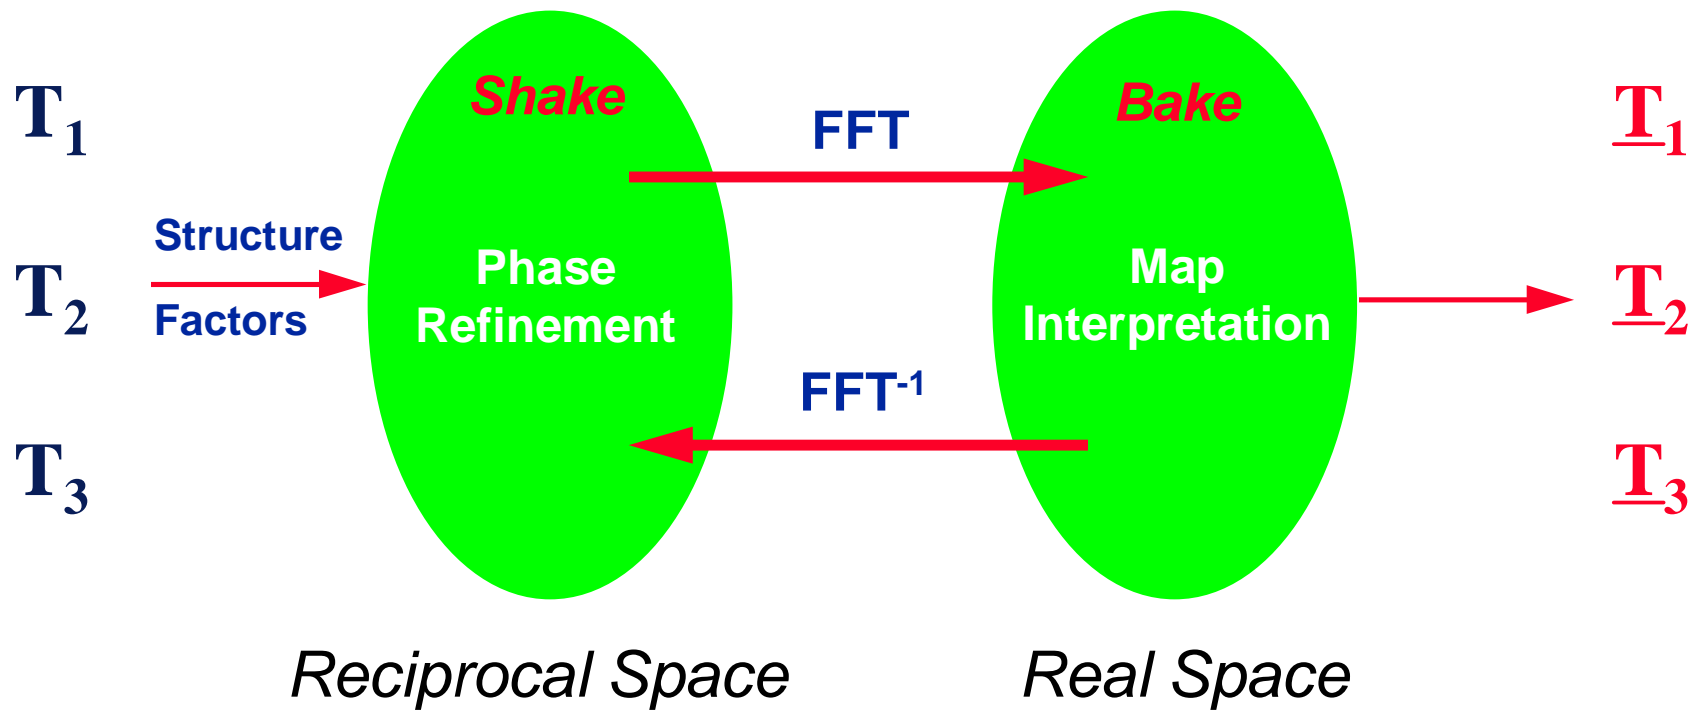 Shake
Bake
T1
FFT
T1
Structure
Factors
T2
Phase
Refinement
Map
Interpretation
T2
FFT-1
T3
T3
Reciprocal Space
Real Space